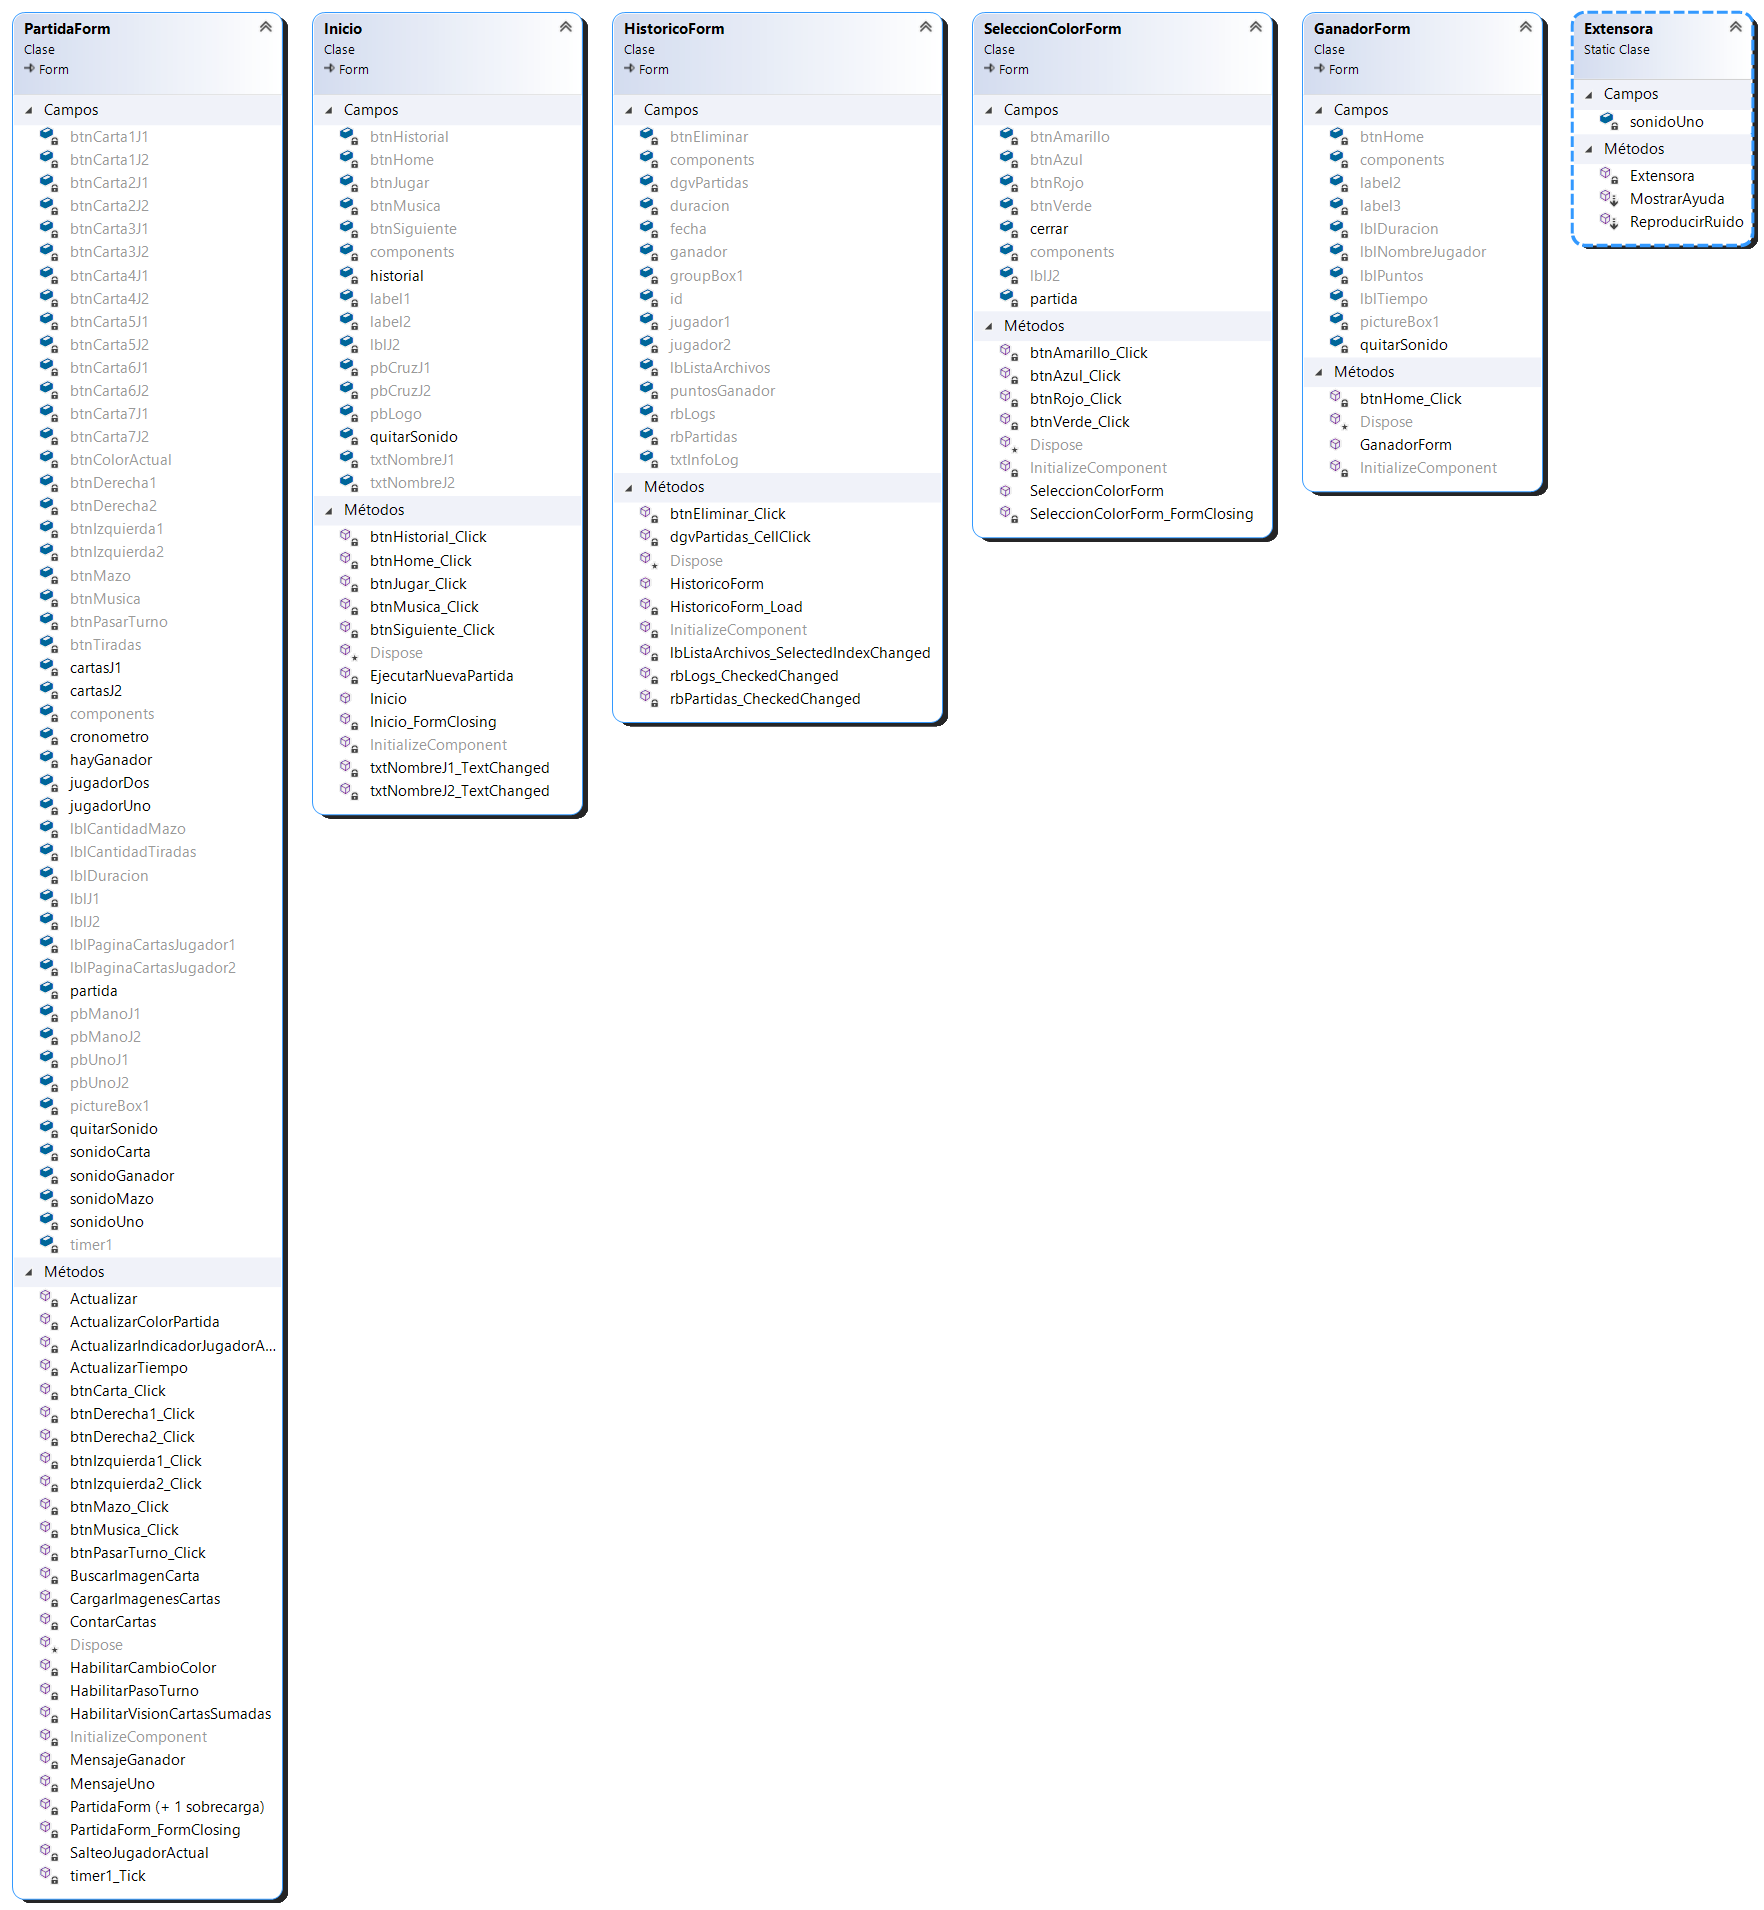 PartidaForm
Clase
Form
Campos
btnCarta1J1
btnCarta1J2
btnCarta2J1
btnCarta2J2
btnCarta3J1
btnCarta3J2
btnCarta4J1
btnCarta4J2
btnCarta5J1
btnCarta5J2
btnCarta6J1
btnCarta6J2
btnCarta7J1
btnCarta7J2
btnColorActual
btnDerecha1
btnDerecha2
btnIzquierda1
btnIzquierda2
btnMazo
btnMusica
btnPasarTurno
btnTiradas
cartasJ1
cartasJ2
components
cronometro
hayGanador
jugadorDos
jugadorUno
lblCantidadMazo
lblCantidadTiradas
lblDuracion
lblJ1
lblJ2
lblPaginaCartasJugador1
lblPaginaCartasJugador2
partida
pbManoJ1
pbManoJ2
pbUnoJ1
pbUnoJ2
pictureBox1
quitarSonido
sonidoCarta
sonidoGanador
sonidoMazo
sonidoUno
timer1
Métodos
Actualizar
ActualizarColorPartida
ActualizarIndicadorJugadorA...
ActualizarTiempo
btnCarta_Click
btnDerecha1_Click
btnDerecha2_Click
btnIzquierda1_Click
btnIzquierda2_Click
btnMazo_Click
btnMusica_Click
btnPasarTurno_Click
BuscarImagenCarta
CargarImagenesCartas
ContarCartas
Dispose
HabilitarCambioColor
HabilitarPasoTurno
HabilitarVisionCartasSumadas
InitializeComponent
MensajeGanador
MensajeUno
PartidaForm (+ 1 sobrecarga)
PartidaForm_FormClosing
SalteoJugadorActual
timer1_Tick
Inicio
Clase
Form
Campos
btnHistorial
btnHome
btnJugar
btnMusica
btnSiguiente
components
historial
label1
label2
lblJ2
pbCruzJ1
pbCruzJ2
pbLogo
quitarSonido
txtNombreJ1
txtNombreJ2
Métodos
btnHistorial_Click
btnHome_Click
btnJugar_Click
btnMusica_Click
btnSiguiente_Click
Dispose
EjecutarNuevaPartida
Inicio
Inicio_FormClosing
InitializeComponent
txtNombreJ1_TextChanged
txtNombreJ2_TextChanged
HistoricoForm
Clase
Form
Campos
btnEliminar
components
dgvPartidas
duracion
fecha
ganador
groupBox1
id
jugador1
jugador2
lbListaArchivos
puntosGanador
rbLogs
rbPartidas
txtInfoLog
Métodos
btnEliminar_Click
dgvPartidas_CellClick
Dispose
HistoricoForm
HistoricoForm_Load
InitializeComponent
lbListaArchivos_SelectedIndexChanged
rbLogs_CheckedChanged
rbPartidas_CheckedChanged
SeleccionColorForm
Clase
Form
Campos
btnAmarillo
btnAzul
btnRojo
btnVerde
cerrar
components
lblJ2
partida
Métodos
btnAmarillo_Click
btnAzul_Click
btnRojo_Click
btnVerde_Click
Dispose
InitializeComponent
SeleccionColorForm
SeleccionColorForm_FormClosing
GanadorForm
Clase
Form
Campos
btnHome
components
label2
label3
lblDuracion
lblNombreJugador
lblPuntos
lblTiempo
pictureBox1
quitarSonido
Métodos
btnHome_Click
Dispose
GanadorForm
InitializeComponent
Extensora
Static Clase
Campos
sonidoUno
Métodos
Extensora
MostrarAyuda
ReproducirRuido